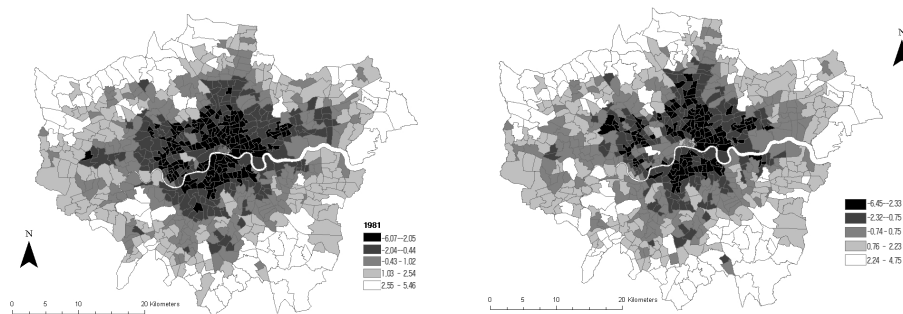 N
1981
-6.07--2.05
-2.04--0.44
-0.43 - 1.02
1.03 - 2.54
2.55 - 5.46
0 5 10 20 Kilometers
N
-6.45--2.33
-2.32--0.75
-0.74--0.75
0.76 - 2.23
2.24 - 4.75
0 5 10 20 Kilometers